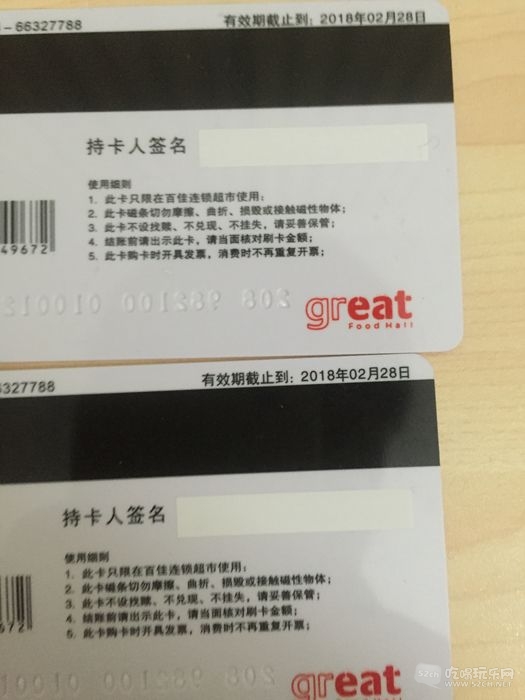 -66327788 有效期截止到：2018年02月28日
持卡人签名
使用细则
1. 此卡只限在百佳连锁超市使用；
2. 此卡磁条切勿摩擦、曲折、损毁或接触磁性物体；
3. 此卡不设找赎、不兑现、不挂失，请妥善保管；
4. 结账前请出示此卡，请当面核对刷卡金额；
5. 此卡购卡时开具发票，消费时不再重复开票；
49672
great
Food Hall
6327788 有效期截止到：2018年02月28日
持卡人签名
使用细则
1. 此卡只限在百佳连锁超市使用；
2. 此卡磁条切勿摩擦、曲折、损毁或接触磁性物体；
3. 此卡不设找赎、不兑现、不挂失，请妥善保管；
4. 结账前请出示此卡，请当面核对刷卡金额；
5. 此卡购卡时开具发票，消费时不再重复开票；
9672
great
吃喝玩乐网